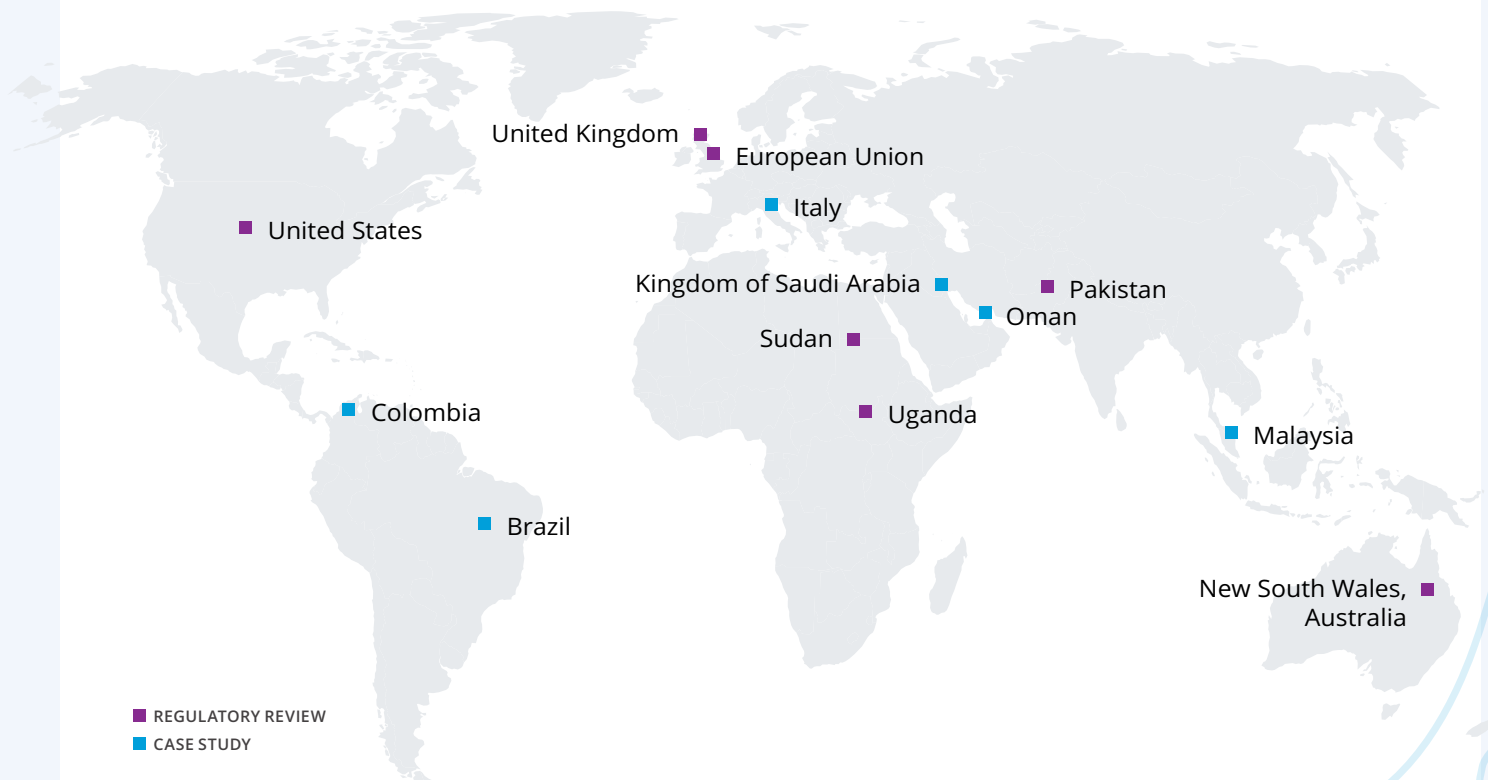 United Kingdom
European Union
Italy
United States
Kingdom of Saudi Arabia
Pakistan
Oman
Sudan
Colombia
Uganda
Malaysia
Brazil
New South Wales,
Australia
REGULATORY REVIEW
CASE STUDY